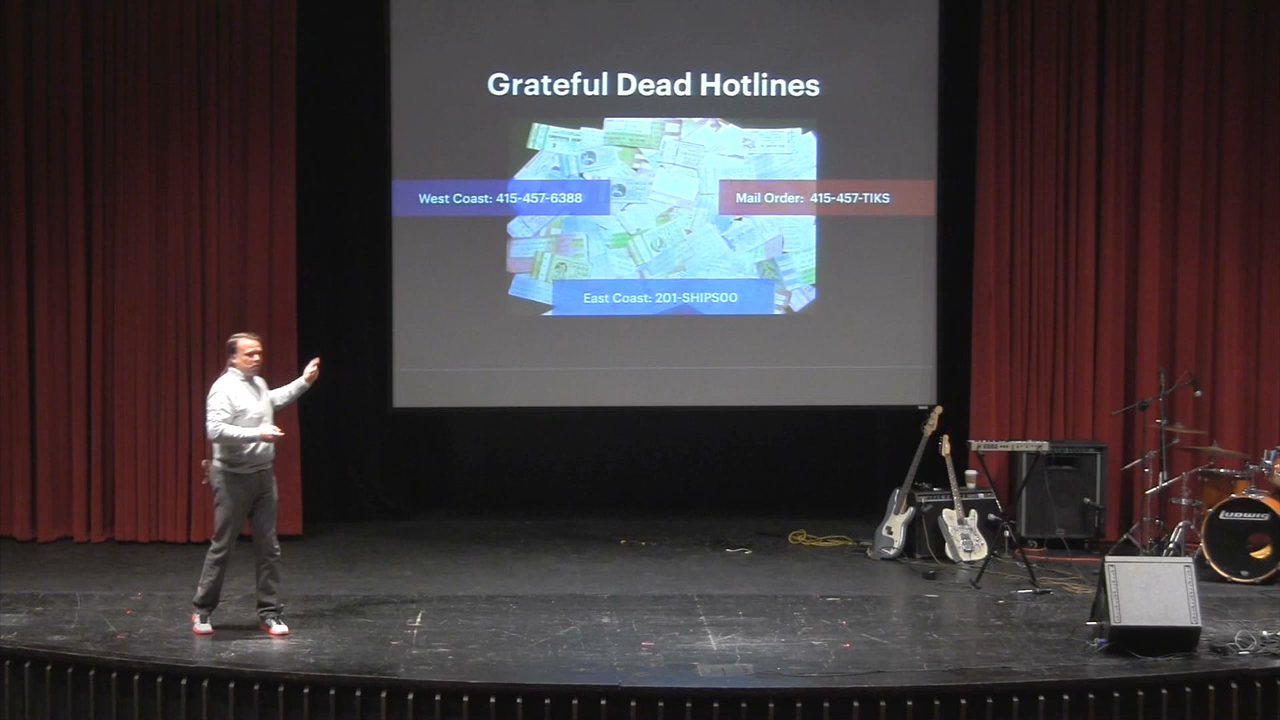 Grateful Dead Hotlines
West Coast: 415-457-6388
Mail Order: 415-457-TIKS
East Coast: 201-SHIPSOO
LUDWIG